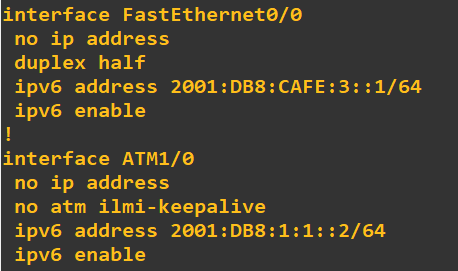 interface FastEthernet0/0
 no ip address
 duplex half
 ipv6 address 2001:DB8:CAFE:3::1/64
 ipv6 enable
!
interface ATM1/0
 no ip address
 no atm ilmi-keepalive
 ipv6 address 2001:DB8:1:1::2/64
 ipv6 enable